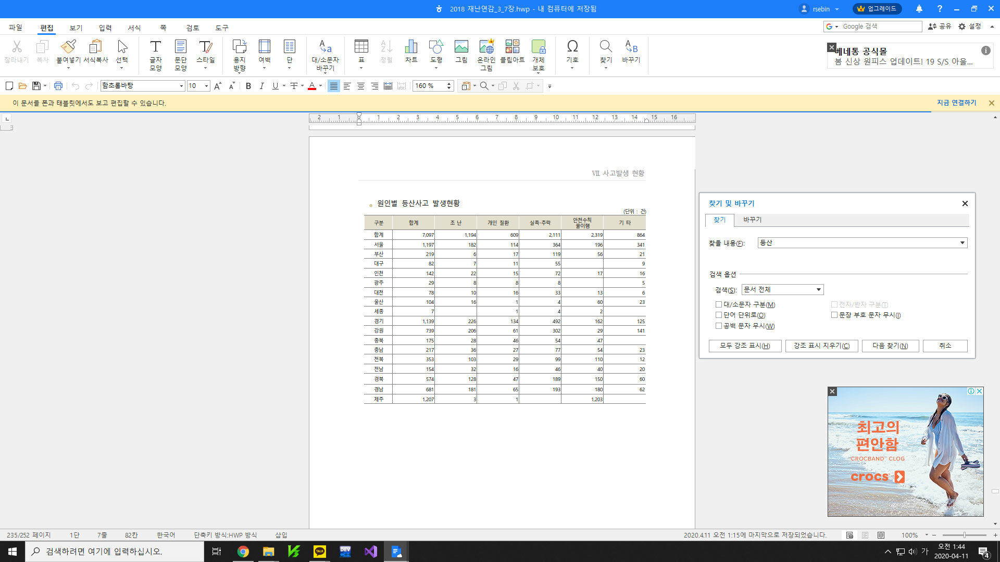 2018 재난연감_3_7장.hwp - 내 컴퓨터에 저장됨
rsebin
업그레이드
파일 편집 보기 입력 서식 쪽 검토 도구
Google 검색
공유 설정
잘라내기 복사 붙여넣기 서식복사 선택
글자 모양
문단 모양
스타일
용지 방향
여백 단
대/소문자 바꾸기
표 정렬 차트 도형 그림
온라인 그림
클립아트
개체 보호
기호 찾기 바꾸기
베네통 공식몰
봄 신상 원피스 업데이트! 19 S/S 아울...
함초롬바탕 10 160 %
이 문서를 폰과 태블릿에서도 보고 편집할 수 있습니다.
지금 연결하기
2 1 1 2 3 4 5 6 7 8 9 10 11 12 13 14 15 16
3
Ⅶ. 사고발생 현황
원인별 등산사고 발생현황
(단위 : 건)
구분 합계 조 난 개인 질환 실족·추락 안전수칙 불이행 기 타
합계 7,097 1,194 609 2,111 2,319 864
서울 1,197 182 114 364 196 341
부산 219 6 17 119 56 21
대구 82 7 11 55 9
인천 142 22 15 72 17 16
광주 29 8 8 8 5
대전 78 10 16 33 13 6
울산 104 16 1 4 60 23
세종 7 1 4 2
경기 1,139 226 134 492 162 125
강원 739 206 61 302 29 141
충북 175 28 46 54 47
충남 217 36 27 77 54 23
전북 353 103 29 99 110 12
전남 154 32 16 46 40 20
경북 574 128 47 189 150 60
경남 681 181 65 193 180 62
제주 1,207 3 1 1,203
찾기 및 바꾸기
찾기 바꾸기
찾을 내용(F): 등산
검색 옵션
검색(S): 문서 전체
대/소문자 구분(M) 전자/반자 구분(T)
단어 단위로(O) 문장 부호 문자 무시(I)
공백 문자 무시(W)
모두 강조 표시(H) 강조 표시 지우기(C) 다음 찾기(N) 취소
최고의
편안함
CROCBAND™ CLOG
crocs
235/252 페이지 1단 7줄 82칸 한국어 단축키 방식:HWP 방식 삽입
2020.4.11 오전 1:15에 마지막으로 저장되었습니다.
100%
검색하려면 여기에 입력하십시오.
TALK
DEV
가
오전 1:44
2020-04-11
4